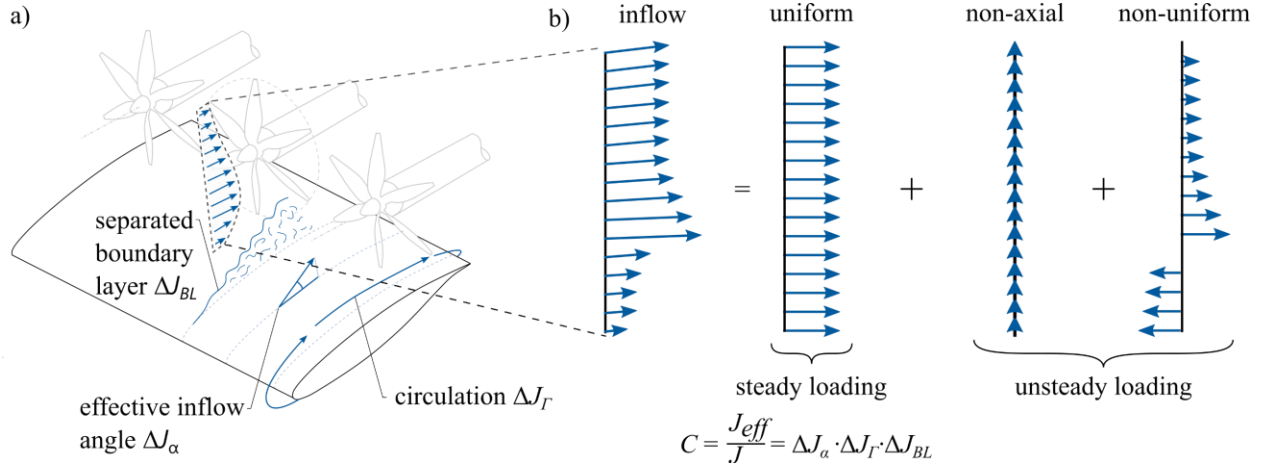 a)
separated
boundary
layer ΔJ_BL
effective inflow
angle ΔJ_α
circulation ΔJ_Γ
b)
inflow
uniform
non-axial
non-uniform
=
+
+
steady loading
unsteady loading
C = J_eff / J = ΔJ_α · ΔJ_Γ · ΔJ_BL